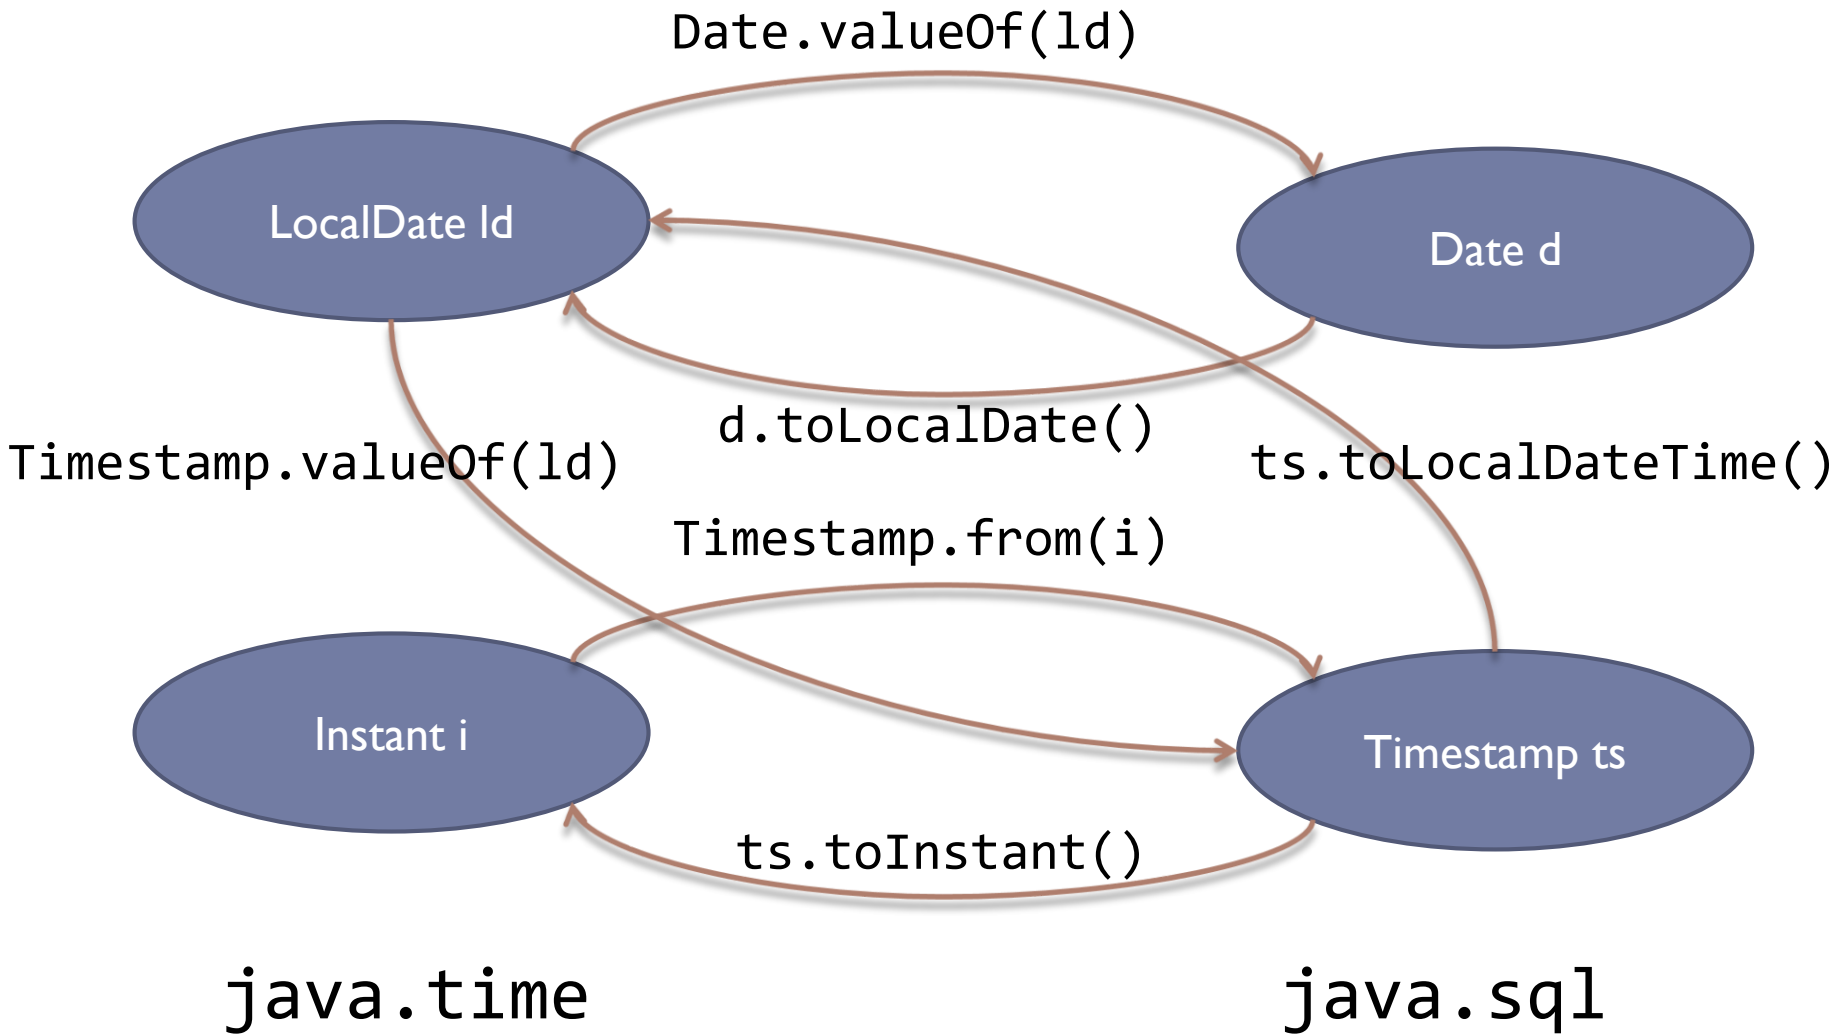 Date.valueOf(ld)
LocalDate ld
Date d
d.toLocalDate()
Timestamp.valueOf(ld)
ts.toLocalDateTime()
Timestamp.from(i)
Instant i
Timestamp ts
ts.toInstant()
java.time
java.sql